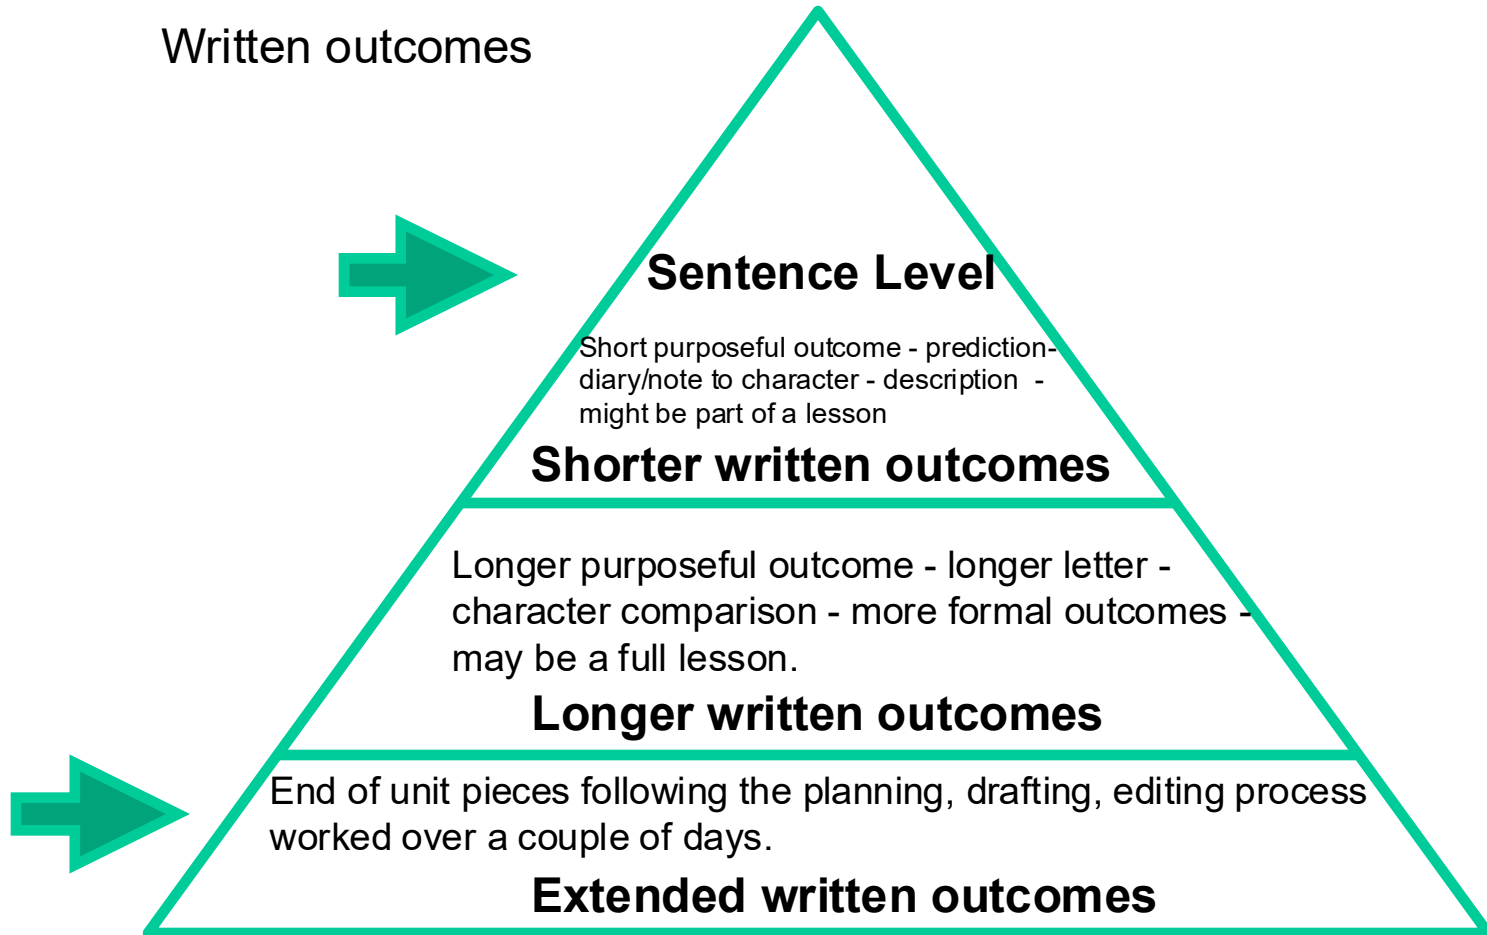 Written outcomes
Sentence Level
Short purposeful outcome - prediction-
diary/note to character - description  -
might be part of a lesson
Shorter written outcomes
Longer purposeful outcome - longer letter -
character comparison - more formal outcomes -
may be a full lesson.
Longer written outcomes
End of unit pieces following the planning, drafting, editing process
worked over a couple of days.
Extended written outcomes